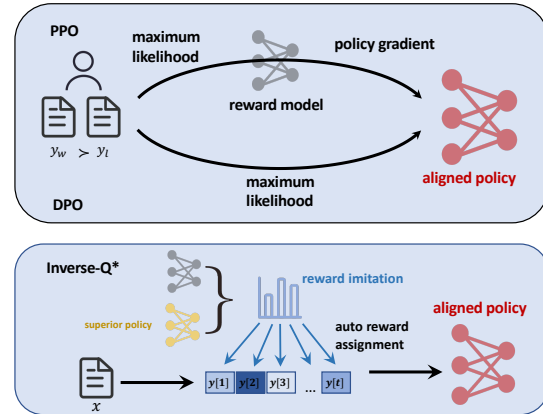 PPO
maximum
likelihood
policy gradient
reward model
y_w ≻ y_l
maximum
likelihood
aligned policy
DPO
Inverse-Q*
reward imitation
aligned policy
superior policy
auto reward
assignment
y[1] y[2] y[3] ... y[t]
x